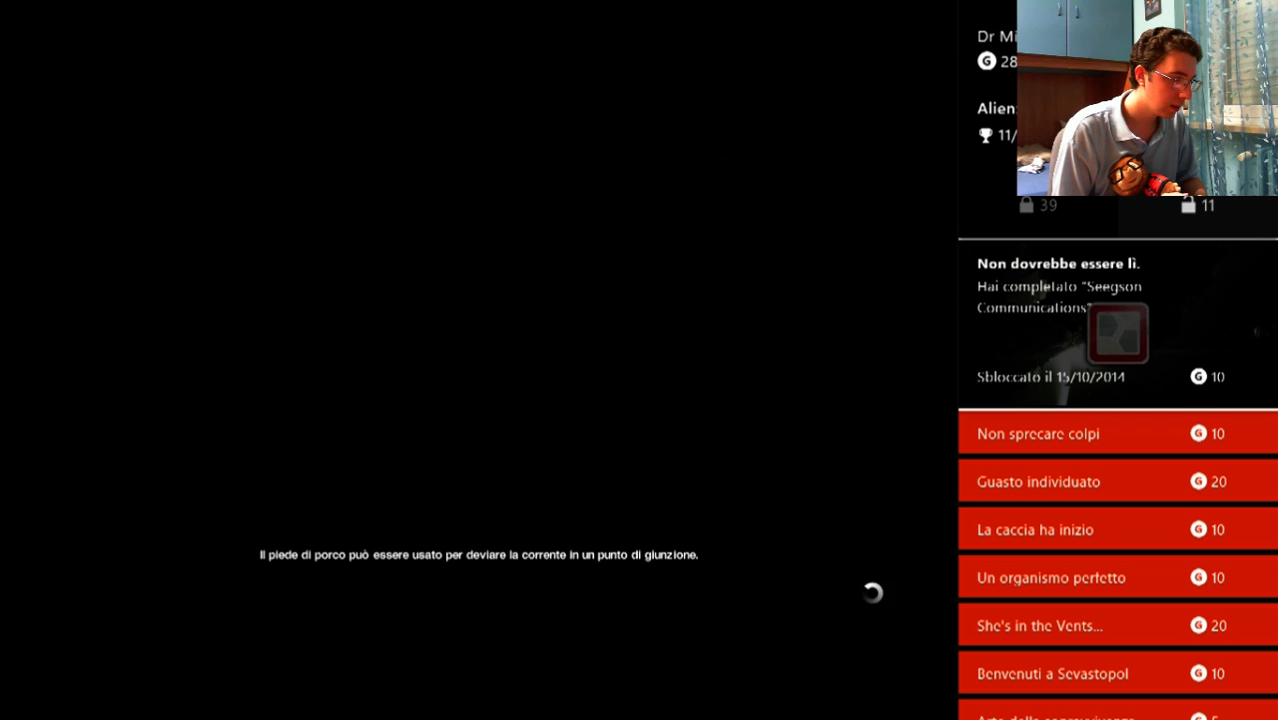 Dr Mi
G 28
Alien:
11/
39
11
Non dovrebbe essere lì.
Hai completato "Seegson
Communications"
Sbloccato il 15/10/2014
G 10
Non sprecare colpi
G 10
Guasto individuato
G 20
La caccia ha inizio
G 10
Un organismo perfetto
G 10
She's in the Vents...
G 20
Benvenuti a Sevastopol
G 10
Il piede di porco può essere usato per deviare la corrente in un punto di giunzione.